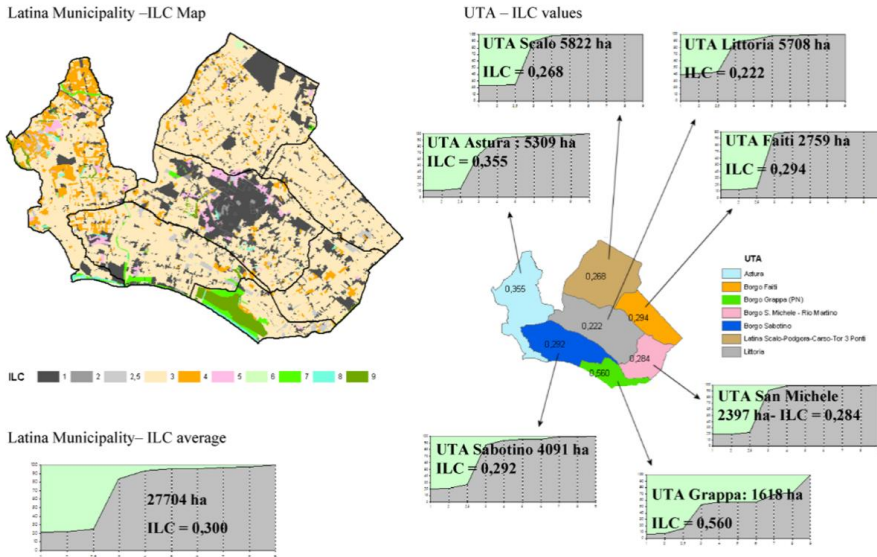 Latina Municipality –ILC Map
UTA – ILC values
UTA Scalo 5822 ha
ILC = 0,268
UTA Littoria 5708 ha
ILC = 0,222
UTA Astura : 5309 ha
ILC = 0,355
UTA Faiti 2759 ha
ILC = 0,294
0,355
0,268
0,294
0,222
0,292
0,284
0,560
UTA
Astura
Borgo Faiti
Borgo Grappa (PN)
Borgo S. Michele - Rio Martino
Borgo Sabotino
Latina Scalo-Podgora-Carso-Tor 3 Ponti
Littoria
ILC 1 2 2,5 3 4 5 6 7 8 9
UTA San Michele
2397 ha- ILC = 0,284
Latina Municipality– ILC average
27704 ha
ILC = 0,300
UTA Sabotino 4091 ha
ILC = 0,292
UTA Grappa: 1618 ha
ILC = 0,560